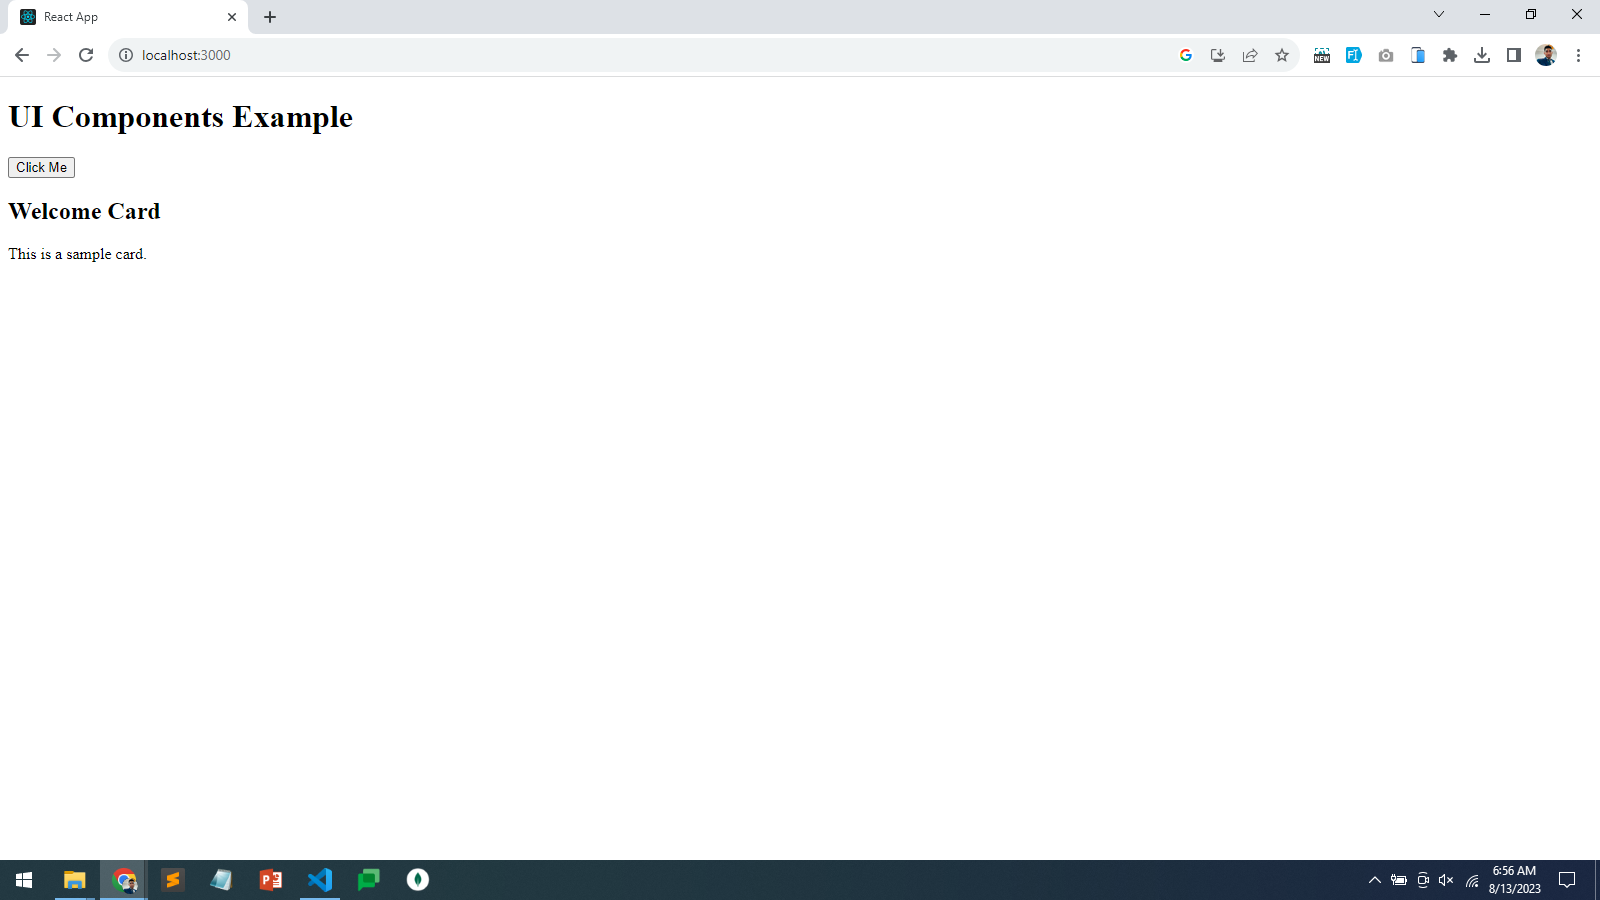 React App
localhost:3000
NEW
UI Components Example
Click Me
Welcome Card
This is a sample card.
6:56 AM
8/13/2023